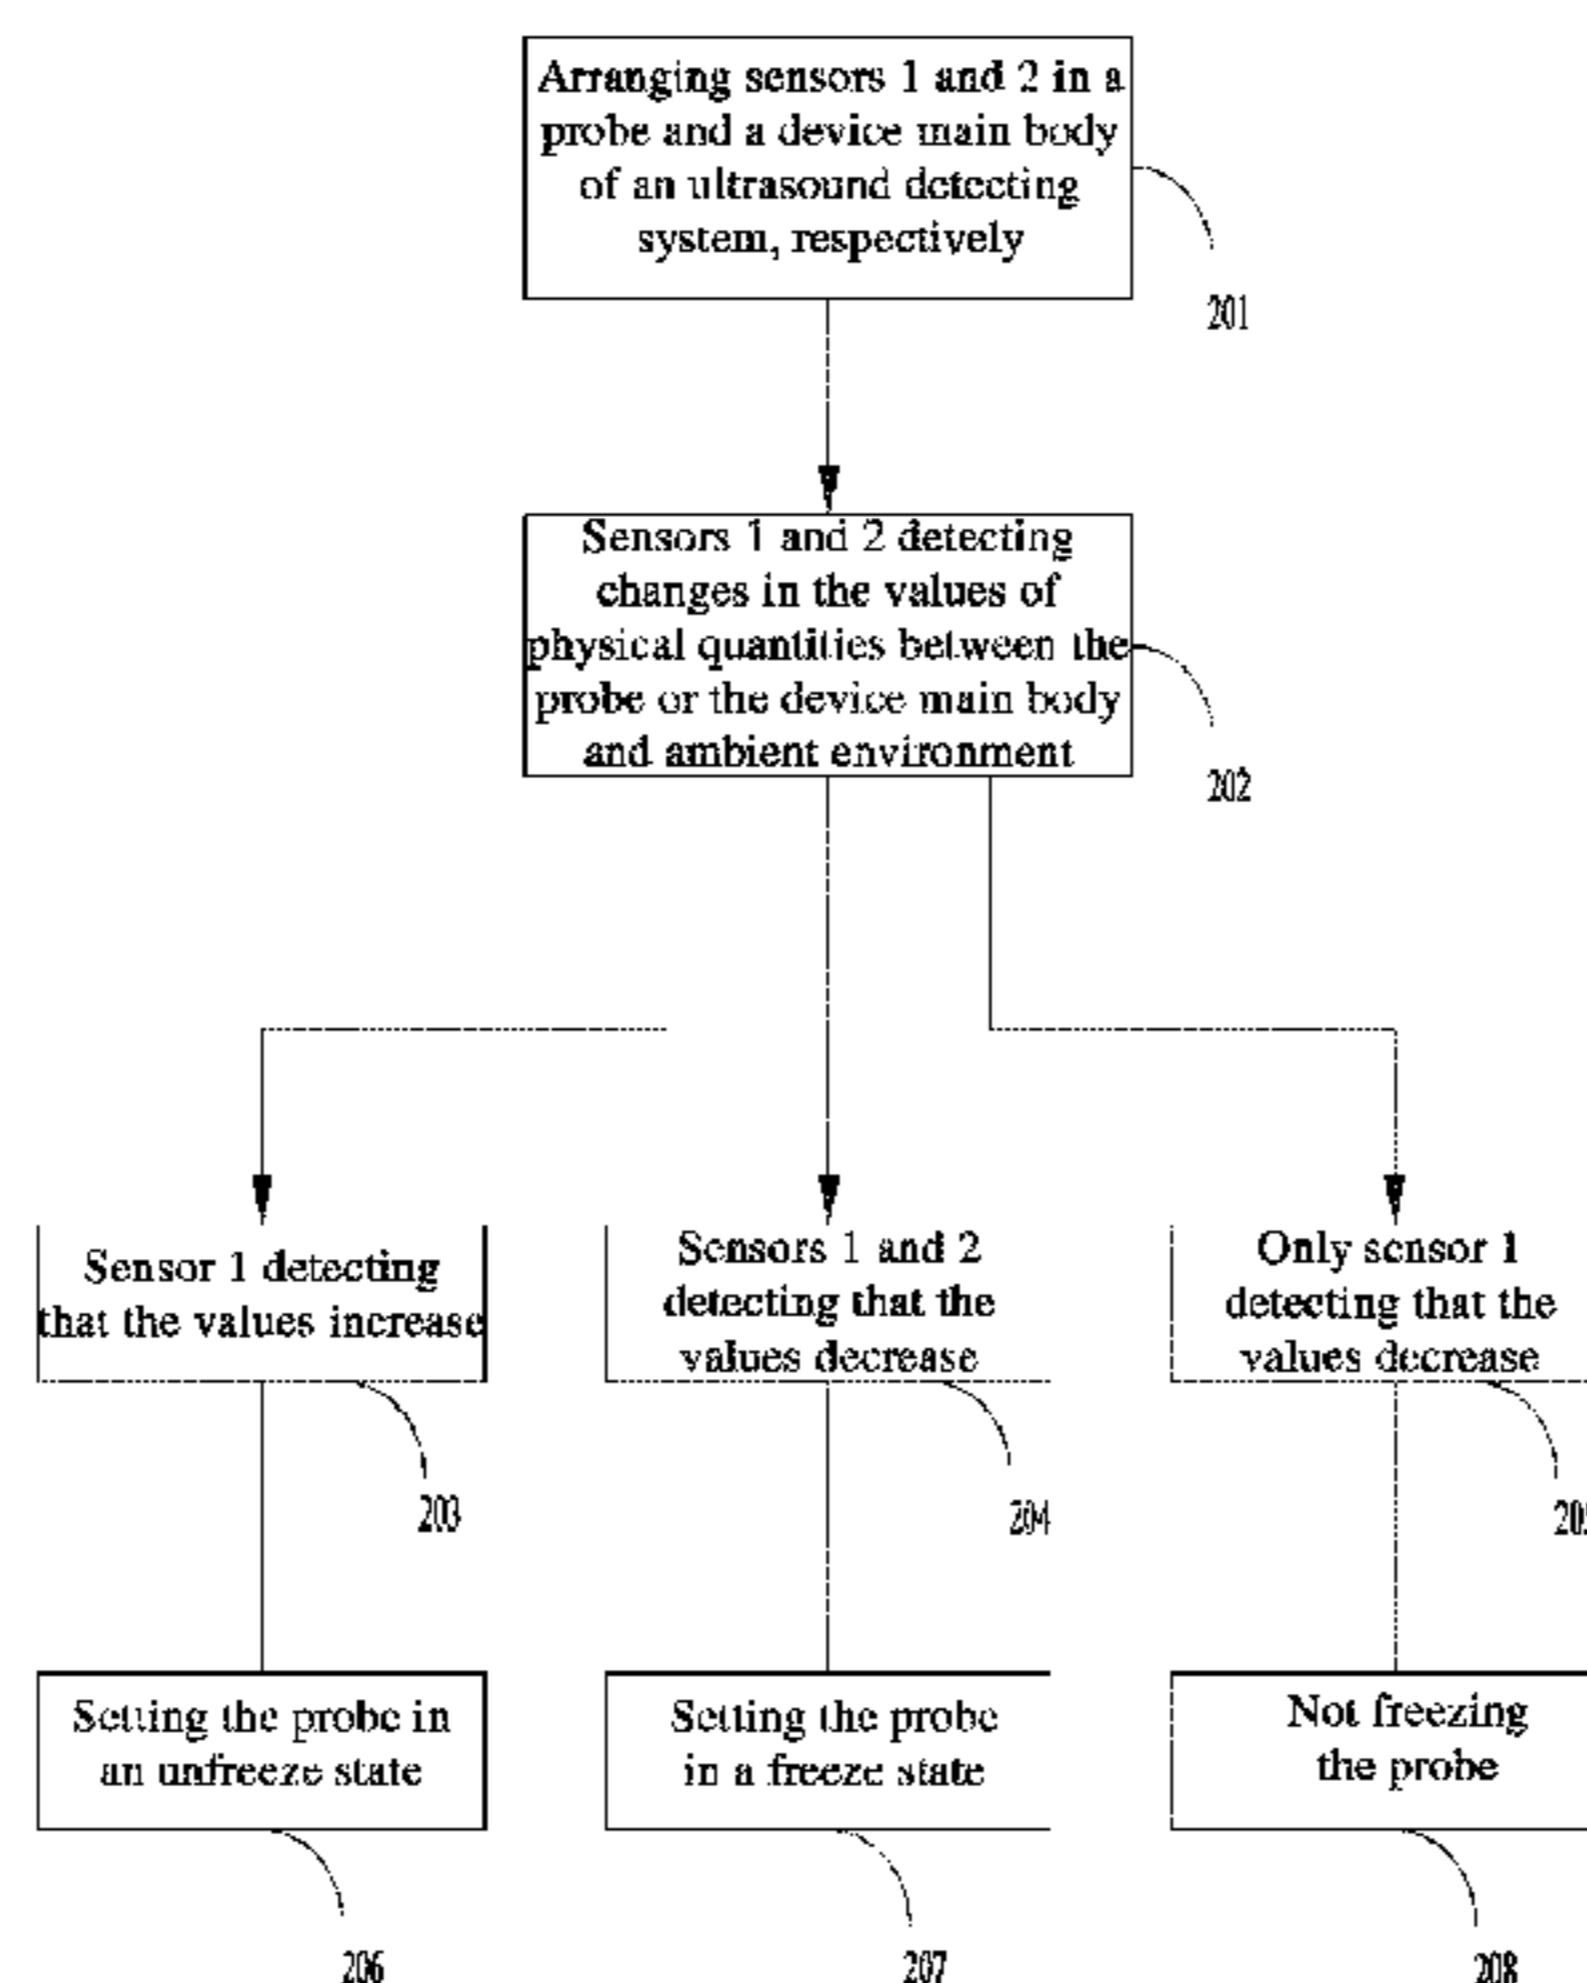 Arranging sensors 1 and 2 in a
probe and a device main body
of an ultrasound detecting
system, respectively
201
Sensors 1 and 2 detecting
changes in the values of
physical quantities between the
probe or the device main body
and ambient environment
202
Sensor 1 detecting
that the values increase
203
Sensors 1 and 2
detecting that the
values decrease
204
Only sensor 1
detecting that the
values decrease
Setting the probe in
an unfreeze state
206
Setting the probe
in a freeze state
207
Not freezing
the probe
208